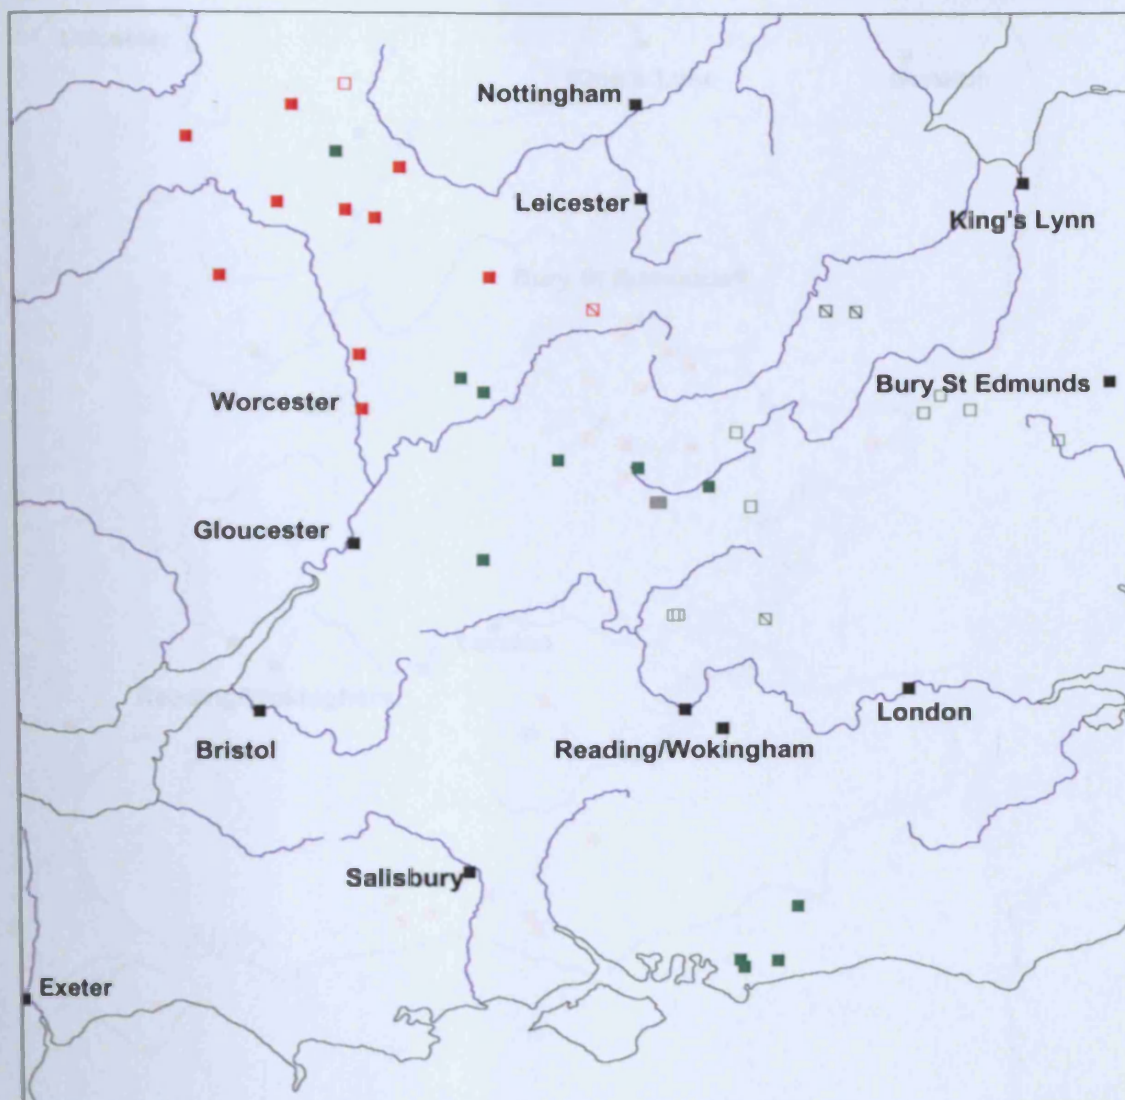 Nottingham
Leicester
King's Lynn
Bury St Edmunds
Worcester
Gloucester
London
Bristol
Reading/Wokingham
Salisbury
Exeter